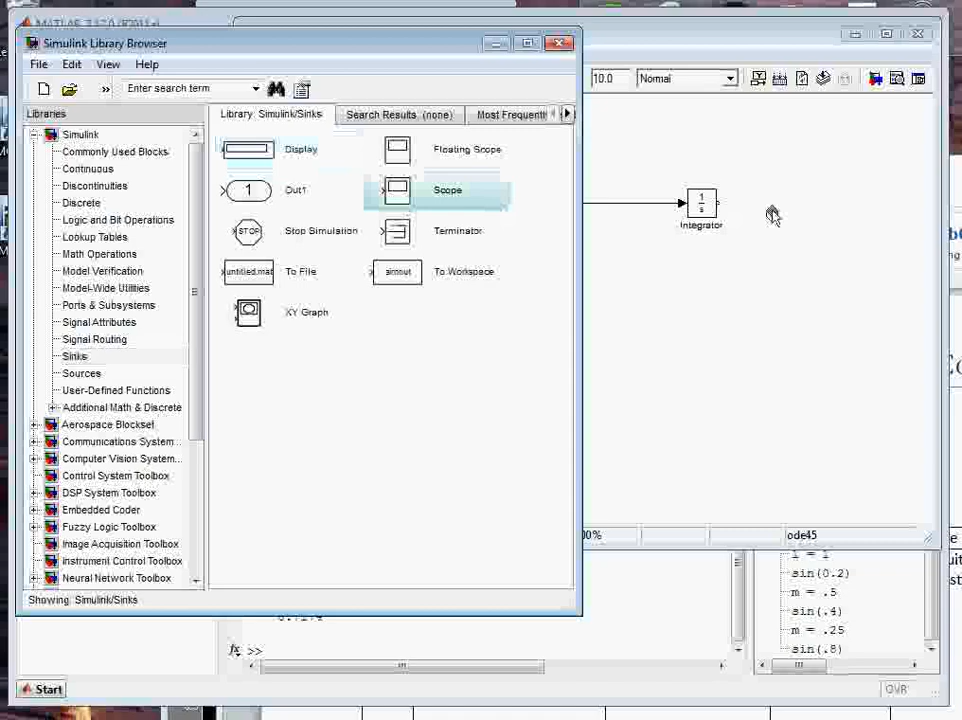 Simulink Library Browser
File Edit View Help
» Enter search term
Libraries
Library: Simulink/Sinks Search Results: (none) Most Frequently
Simulink
Commonly Used Blocks
Continuous
Discontinuities
Discrete
Logic and Bit Operations
Lookup Tables
Math Operations
Model Verification
Model-Wide Utilities
Ports & Subsystems
Signal Attributes
Signal Routing
Sinks
Sources
User-Defined Functions
Additional Math & Discrete
Aerospace Blockset
Communications System...
Computer Vision System...
Control System Toolbox
DSP System Toolbox
Embedded Coder
Fuzzy Logic Toolbox
Image Acquisition Toolbox
Instrument Control Toolbox
Neural Network Toolbox
Display
Floating Scope
1 Out1
Scope
STOP Stop Simulation
Terminator
untitled.mat To File
simout To Workspace
XY Graph
Showing: Simulink/Sinks
10.0 Normal
1
s
Integrator
ode45
sin(0.2)
m = .5
sin(.4)
m = .25
sin(.8)
fx >>
Start
OVR